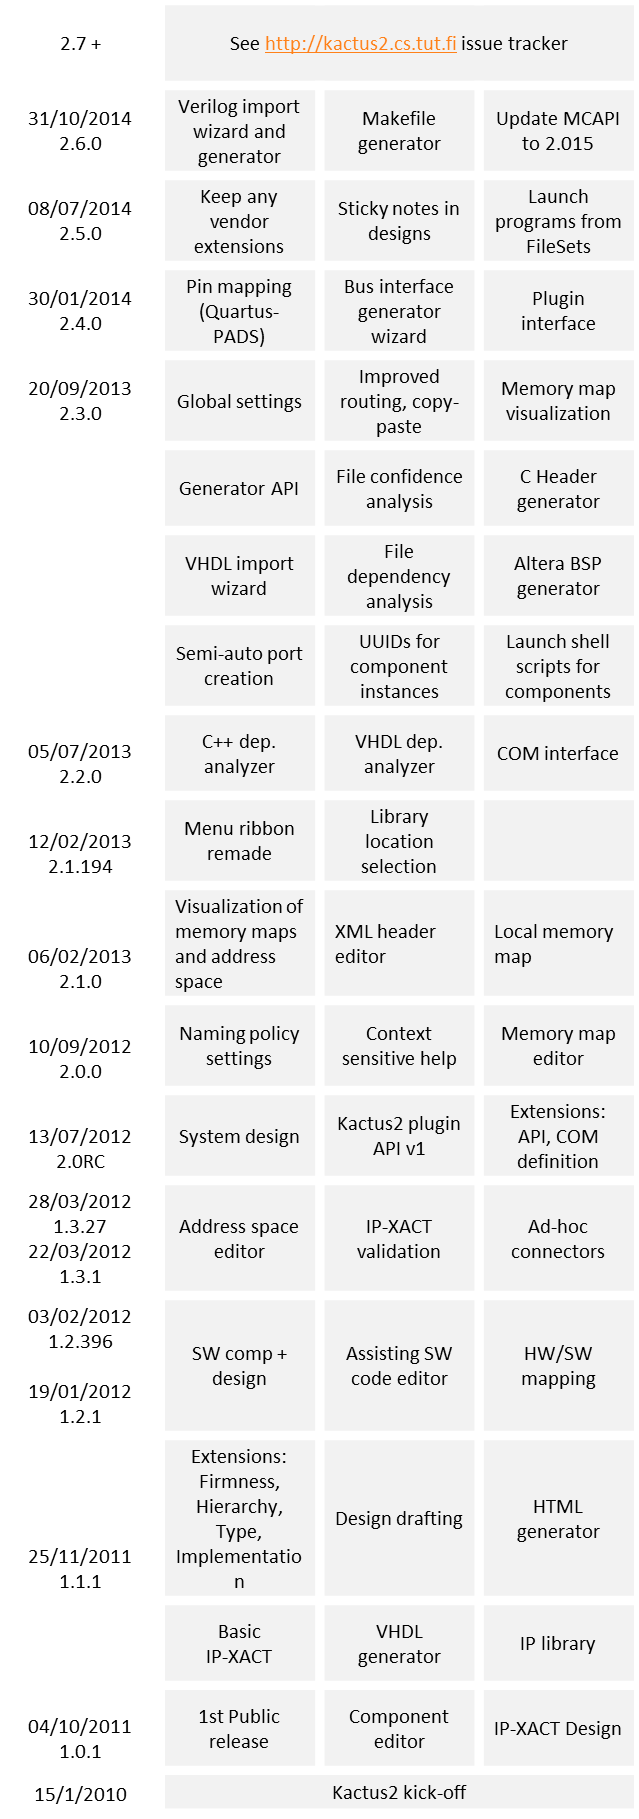 2.7 +
See http://kactus2.cs.tut.fi issue tracker
31/10/2014
2.6.0
Verilog import
wizard and
generator
Makefile
generator
Update MCAPI
to 2.015
08/07/2014
2.5.0
Keep any
vendor
extensions
Sticky notes in
designs
Launch
programs from
FileSets
30/01/2014
2.4.0
Pin mapping
(Quartus-
PADS)
Bus interface
generator
wizard
Plugin
interface
20/09/2013
2.3.0
Global settings
Improved
routing, copy-
paste
Memory map
visualization
Generator API
File confidence
analysis
C Header
generator
VHDL import
wizard
File
dependency
analysis
Altera BSP
generator
Semi-auto port
creation
UUIDs for
component
instances
Launch shell
scripts for
components
05/07/2013
2.2.0
C++ dep.
analyzer
VHDL dep.
analyzer
COM interface
12/02/2013
2.1.194
Menu ribbon
remade
Library
location
selection
06/02/2013
2.1.0
Visualization of
memory maps
and address
space
XML header
editor
Local memory
map
10/09/2012
2.0.0
Naming policy
settings
Context
sensitive help
Memory map
editor
13/07/2012
2.0RC
System design
Kactus2 plugin
API v1
Extensions:
API, COM
definition
28/03/2012
1.3.27
22/03/2012
1.3.1
Address space
editor
IP-XACT
validation
Ad-hoc
connectors
03/02/2012
1.2.396
19/01/2012
1.2.1
SW comp +
design
Assisting SW
code editor
HW/SW
mapping
25/11/2011
1.1.1
Extensions:
Firmness,
Hierarchy,
Type,
Implementatio
n
Design drafting
HTML
generator
Basic
IP-XACT
VHDL
generator
IP library
04/10/2011
1.0.1
1st Public
release
Component
editor
IP-XACT Design
15/1/2010
Kactus2 kick-off